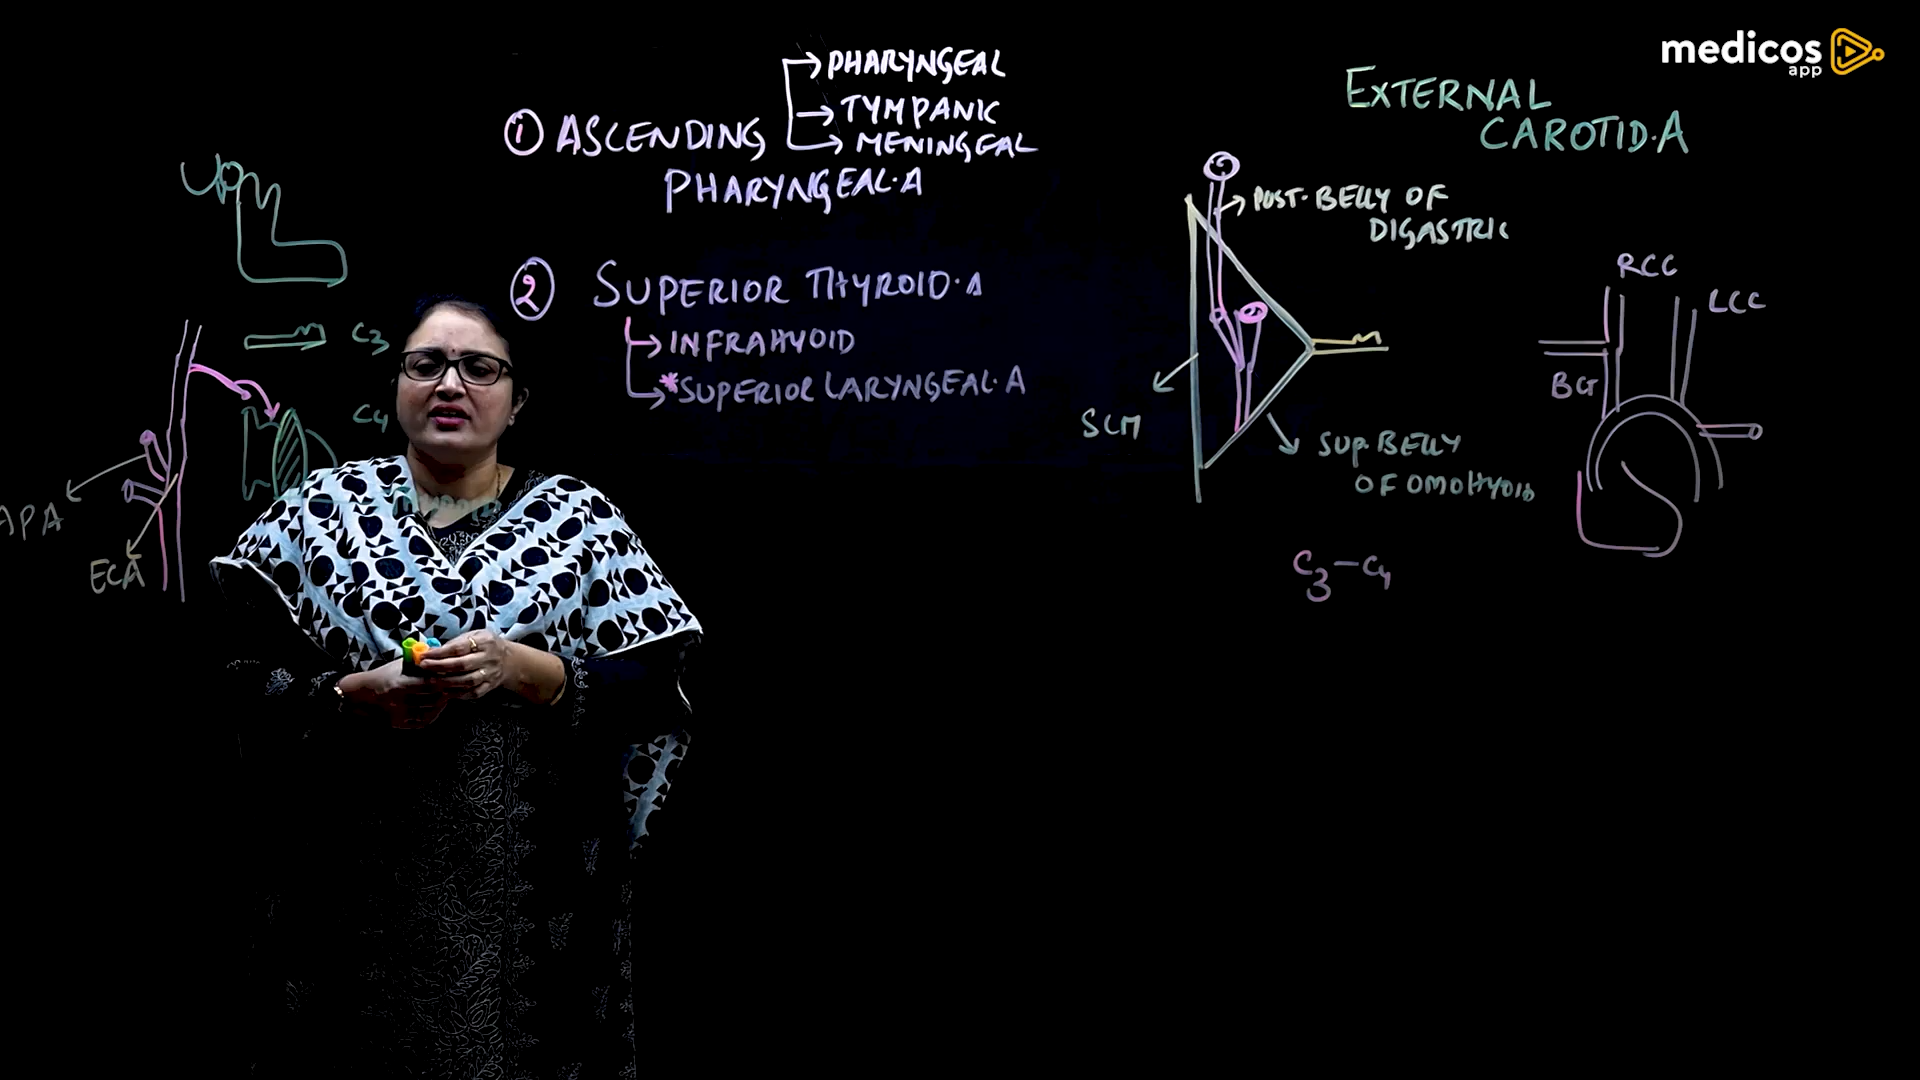 medicos
app
EXTERNAL
CAROTID.A
PHARYNGEAL
TYMPANIC
MENINGEAL
① ASCENDING
PHARYNGEAL.A
② SUPERIOR THYROID.A
INFRAHYOID
*SUPERIOR LARYNGEAL.A
C3
C4
APA
ECA
POST. BELLY OF
DIGASTRIC
SCM
SUP. BELLY
OF OMOHYOID
C3-C4
RCC
LCC